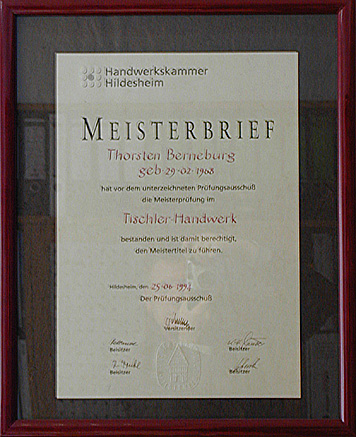 Handwerkskammer
Hildesheim
MEISTERBRIEF
Thorsten Berneburg
geb·29·02·1968
hat vor dem unterzeichneten Prüfungsausschuß
die Meisterprüfung im
Tischler-Handwerk
bestanden und ist damit berechtigt,
den Meistertitel zu führen.
Hildesheim, den 25·06·1994
Der Prüfungsausschuß
Vorsitzender
Beisitzer
Beisitzer
Beisitzer
Beisitzer